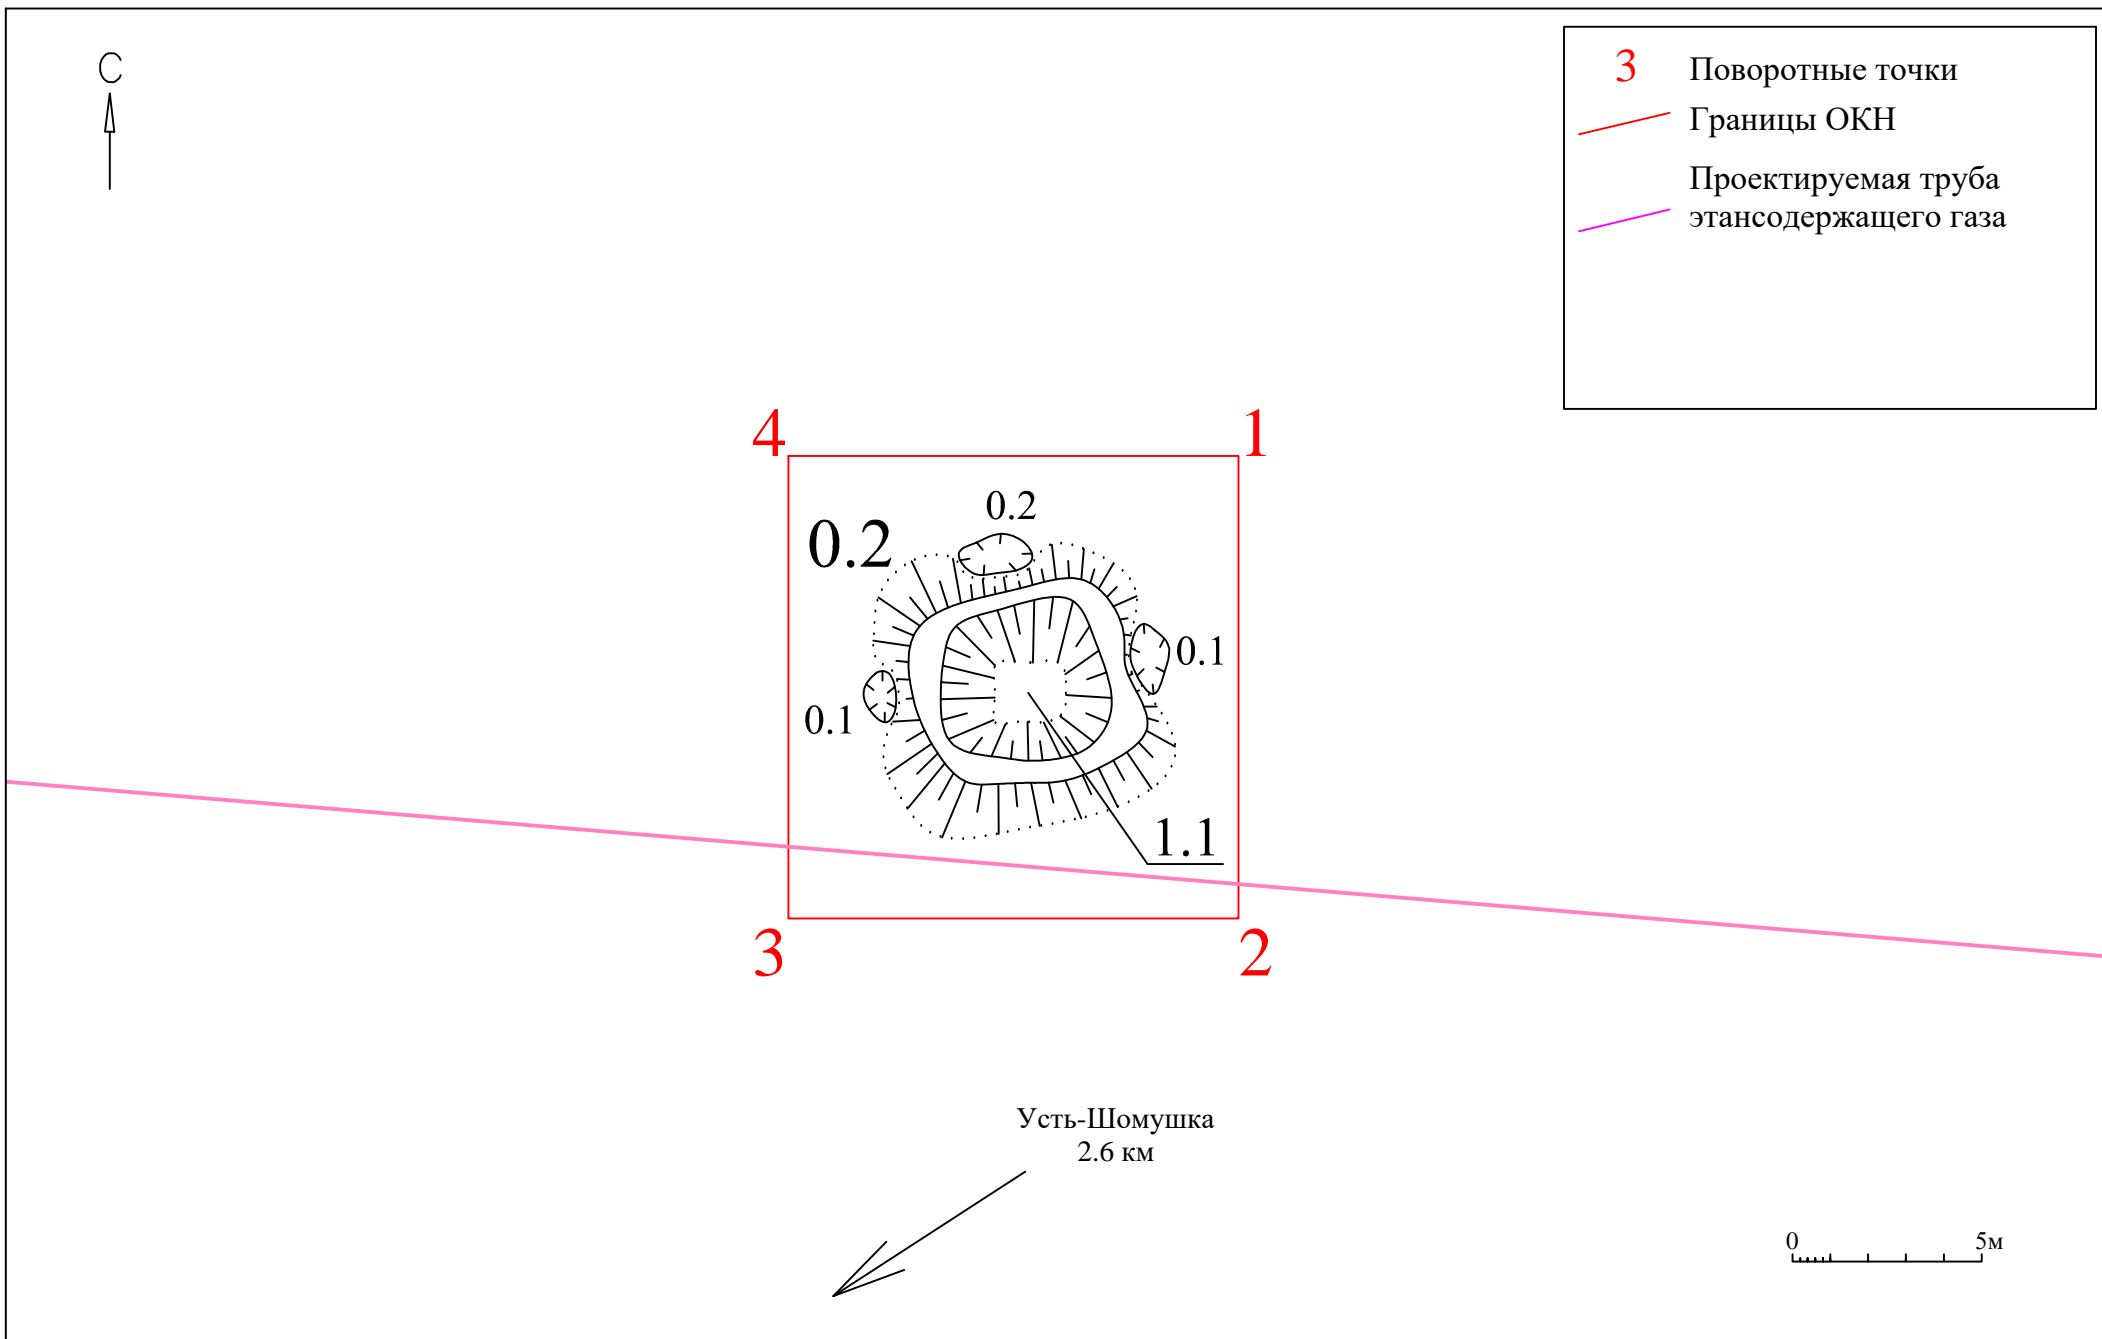 С
3 Поворотные точки
Границы ОКН
Проектируемая труба
этансодержащего газа
4
1
0.2
0.2
0.1
0.1
1.1
3
2
Усть-Шомушка
2.6 км
0 5м